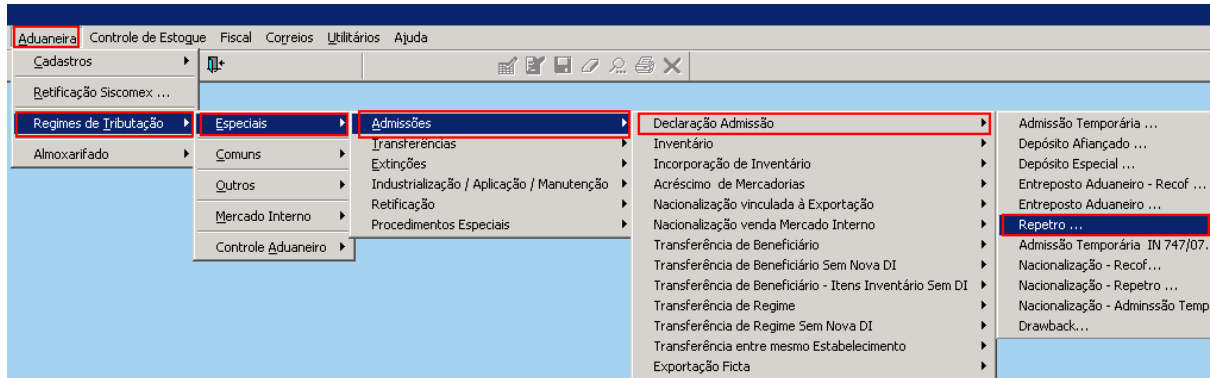 Aduaneira Controle de Estoque Fiscal Correios Utilitários Ajuda
Cadastros
Retificação Siscomex ...
Regimes de Tributação
Almoxarifado
Especiais
Comuns
Outros
Mercado Interno
Controle Aduaneiro
Admissões
Transferências
Extinções
Industrialização / Aplicação / Manutenção
Retificação
Procedimentos Especiais
Declaração Admissão
Inventário
Incorporação de Inventário
Acréscimo de Mercadorias
Nacionalização vinculada à Exportação
Nacionalização venda Mercado Interno
Transferência de Beneficiário
Transferência de Beneficiário Sem Nova DI
Transferência de Beneficiário - Itens Inventário Sem DI
Transferência de Regime
Transferência de Regime Sem Nova DI
Transferência entre mesmo Estabelecimento
Exportação Ficta
Admissão Temporária ...
Depósito Afiançado ...
Depósito Especial ...
Entreposto Aduaneiro - Recof ...
Entreposto Aduaneiro ...
Repetro ...
Admissão Temporária IN 747/07.
Nacionalização - Recof...
Nacionalização - Repetro ...
Nacionalização - Adminssão Temp
Drawback...